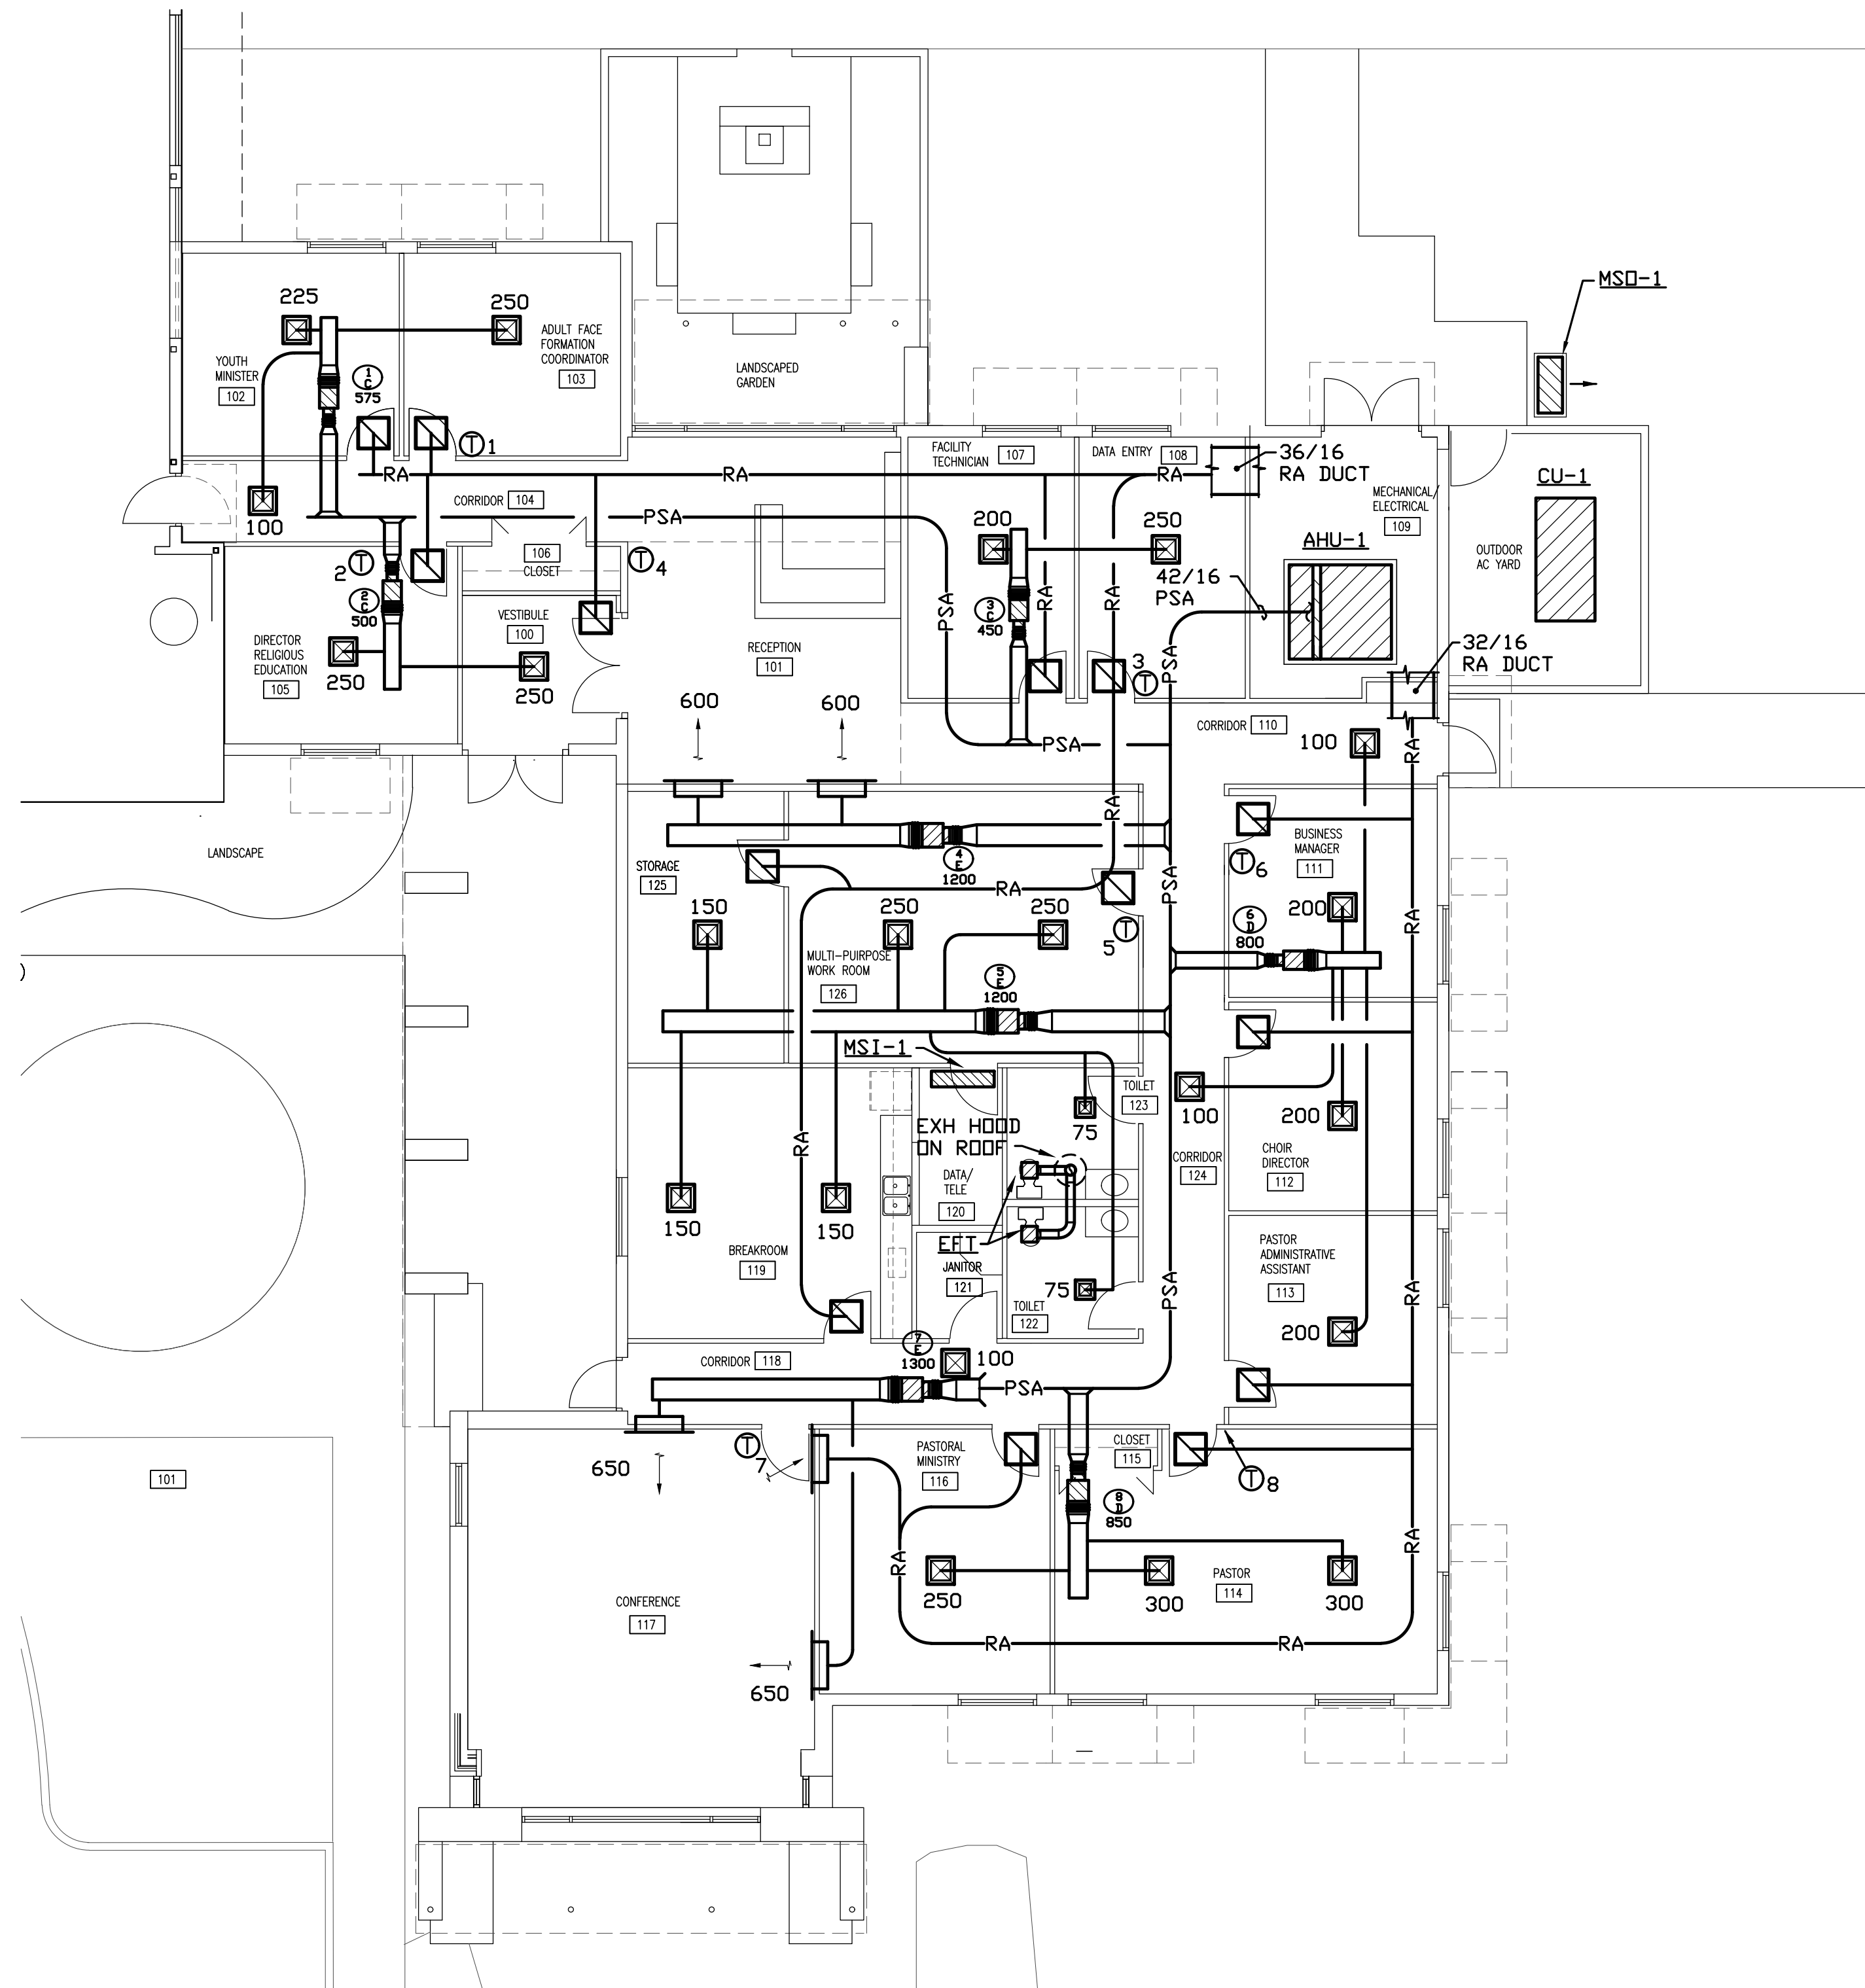 MSO-1
225
250
ADULT FACE
FORMATION
COORDINATOR
103
YOUTH
MINISTER
102
1
C
575
LANDSCAPED
GARDEN
T 1
FACILITY
TECHNICIAN
107
DATA ENTRY
108
36/16
RA DUCT
RA
RA
RA
CU-1
MECHANICAL/
ELECTRICAL
109
CORRIDOR
104
100
PSA
200
250
AHU-1
OUTDOOR
AC YARD
106
CLOSET
2 T
T 4
42/16
PSA
2
C
500
PSA
3
C
450
RA
RA
VESTIBULE
100
DIRECTOR
RELIGIOUS
EDUCATION
105
RECEPTION
101
32/16
RA DUCT
3
T
PSA
250
250
600
600
CORRIDOR
110
100
PSA
RA
LANDSCAPE
STORAGE
125
4
E
1200
RA
BUSINESS
MANAGER
111
T 6
RA
PSA
150
250
250
200
RA
5 T
6
D
800
MULTI-PUIRPOSE
WORK ROOM
126
5
E
1200
MSI-1
TOILET
123
100
200
75
EXH HOOD
ON ROOF
RA
CORRIDOR
124
CHOIR
DIRECTOR
112
DATA/
TELE
120
150
150
EFT
BREAKROOM
119
JANITOR
121
PASTOR
ADMINISTRATIVE
ASSISTANT
113
75
PSA
RA
TOILET
122
200
CORRIDOR
118
7
E
1300
100
PSA
101
650
T
7
PASTORAL
MINISTRY
116
CLOSET
115
T 8
8
D
850
RA
RA
250
300
300
PASTOR
114
CONFERENCE
117
RA
RA
650